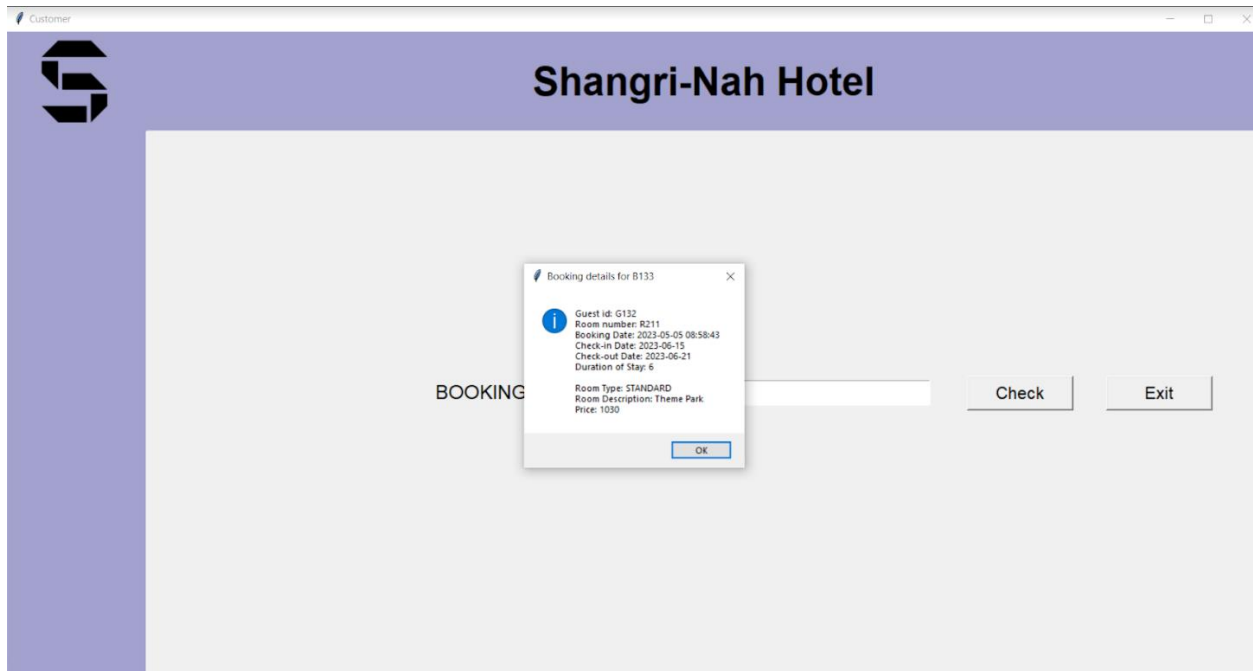 Customer
Shangri-Nah Hotel
Booking details for B133
Guest id: G132
Room number: R211
Booking Date: 2023-05-05 08:58:43
Check-in Date: 2023-06-15
Check-out Date: 2023-06-21
Duration of Stay: 6
Room Type: STANDARD
Room Description: Theme Park
Price: 1030
OK
BOOKING
Check
Exit